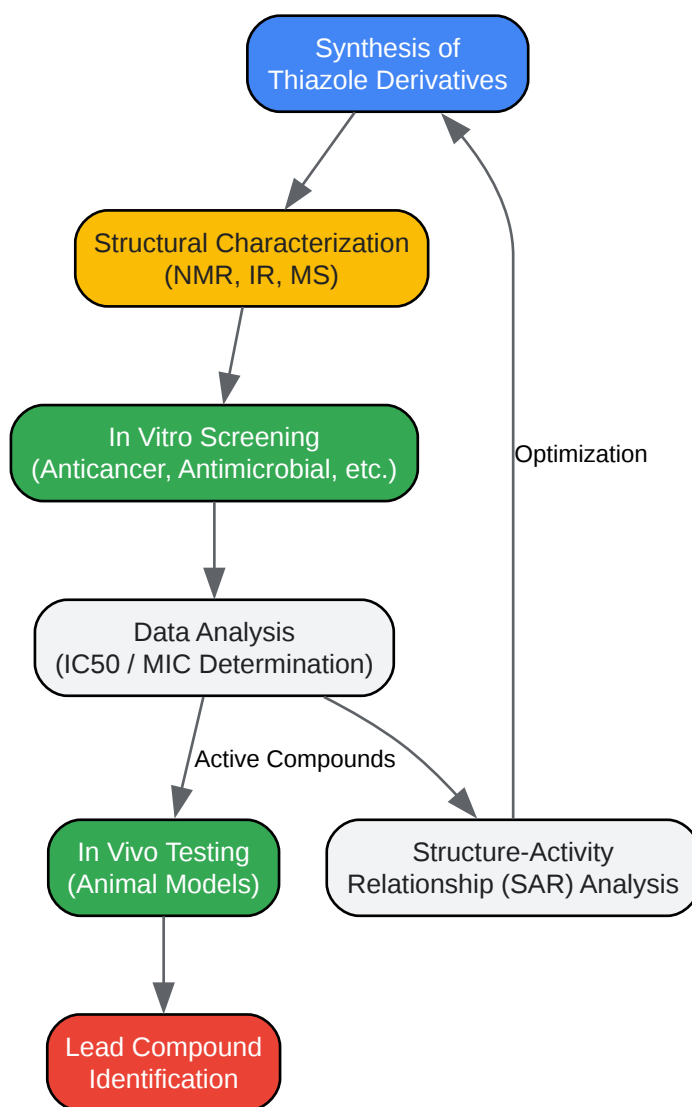 Synthesis of
Thiazole Derivatives
Structural Characterization
(NMR, IR, MS)
In Vitro Screening
(Anticancer, Antimicrobial, etc.)
Optimization
Data Analysis
(IC50 / MIC Determination)
Active Compounds
In Vivo Testing
(Animal Models)
Structure-Activity
Relationship (SAR) Analysis
Lead Compound
Identification